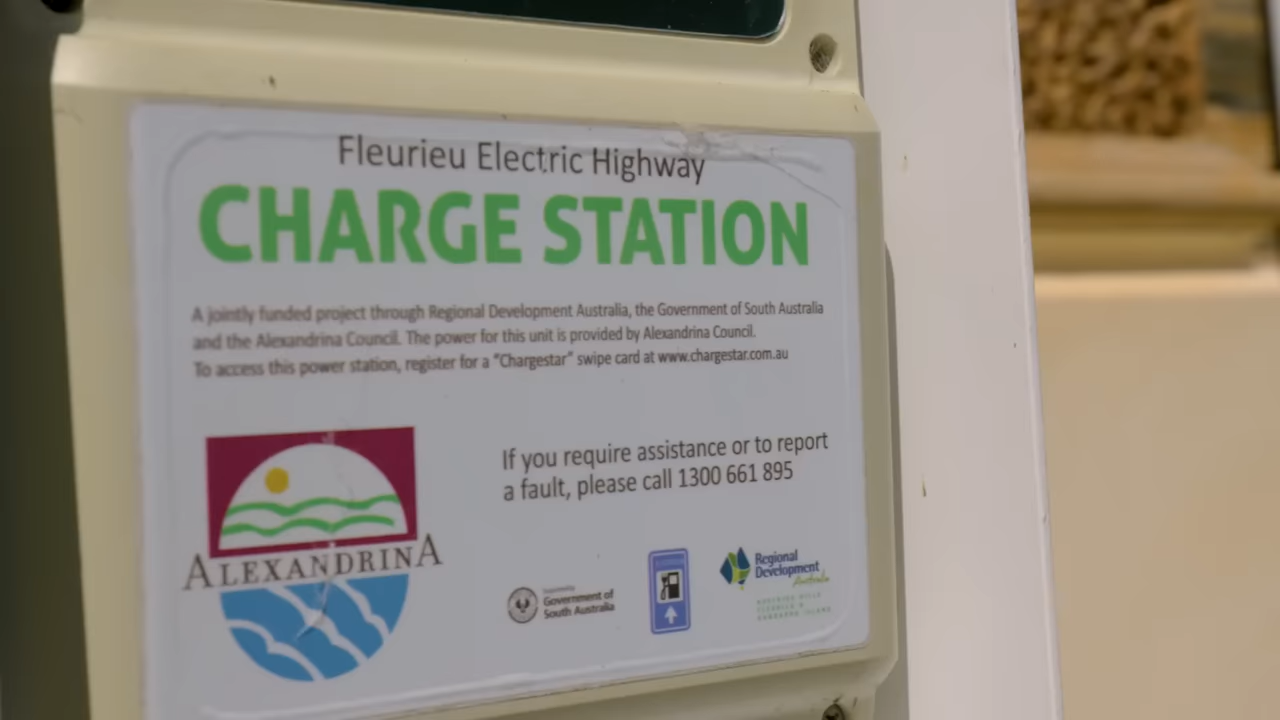 Fleurieu Electric Highway
CHARGE STATION
A jointly funded project through Regional Development Australia, the Government of South Australia
and the Alexandrina Council. The power for this unit is provided by Alexandrina Council.
To access this power station, register for a "Chargestar" swipe card at www.chargestar.com.au
If you require assistance or to report
a fault, please call 1300 661 895
ALEXANDRINA
Government of
South Australia
Regional
Development
Australia